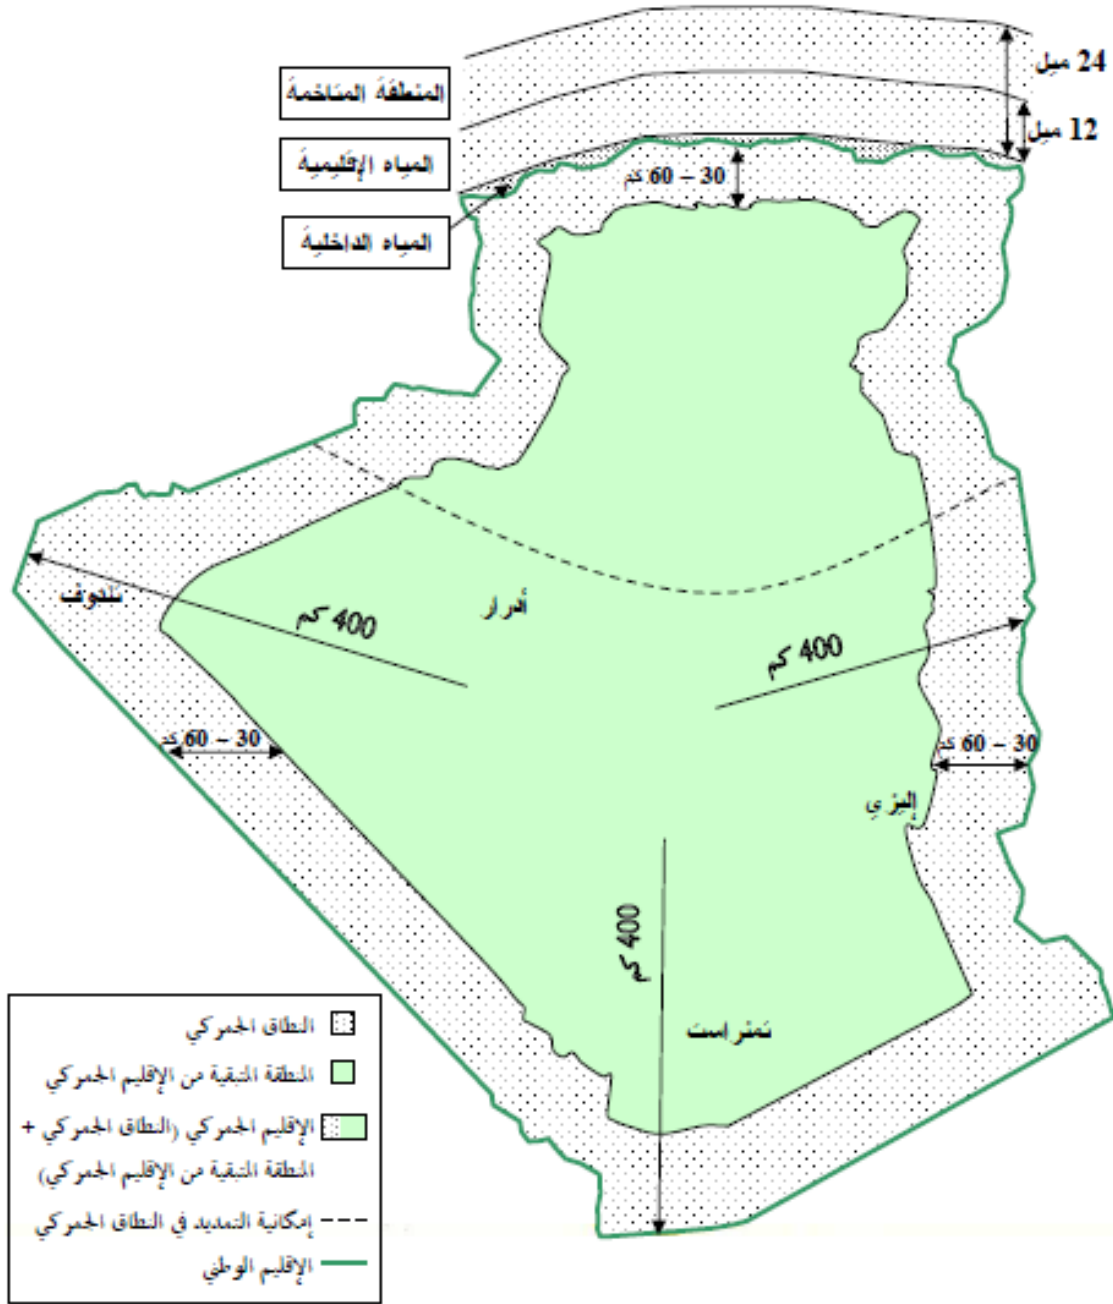 24 ميل
المنطقة المتاخمة
12 ميل
المياه الإقليمية
30 – 60 كم
المياه الداخلية
تندوف
أدرار
400 كم
400 كم
30 – 60 كم
30 – 60 كم
إليزي
400 كم
تمنراست
النطاق الجمركي
المنطقة المتبقية من الإقليم الجمركي
الإقليم الجمركي (النطاق الجمركي +
المنطقة المتبقية من الإقليم الجمركي)
إمكانية التمديد في النطاق الجمركي
الإقليم الوطني